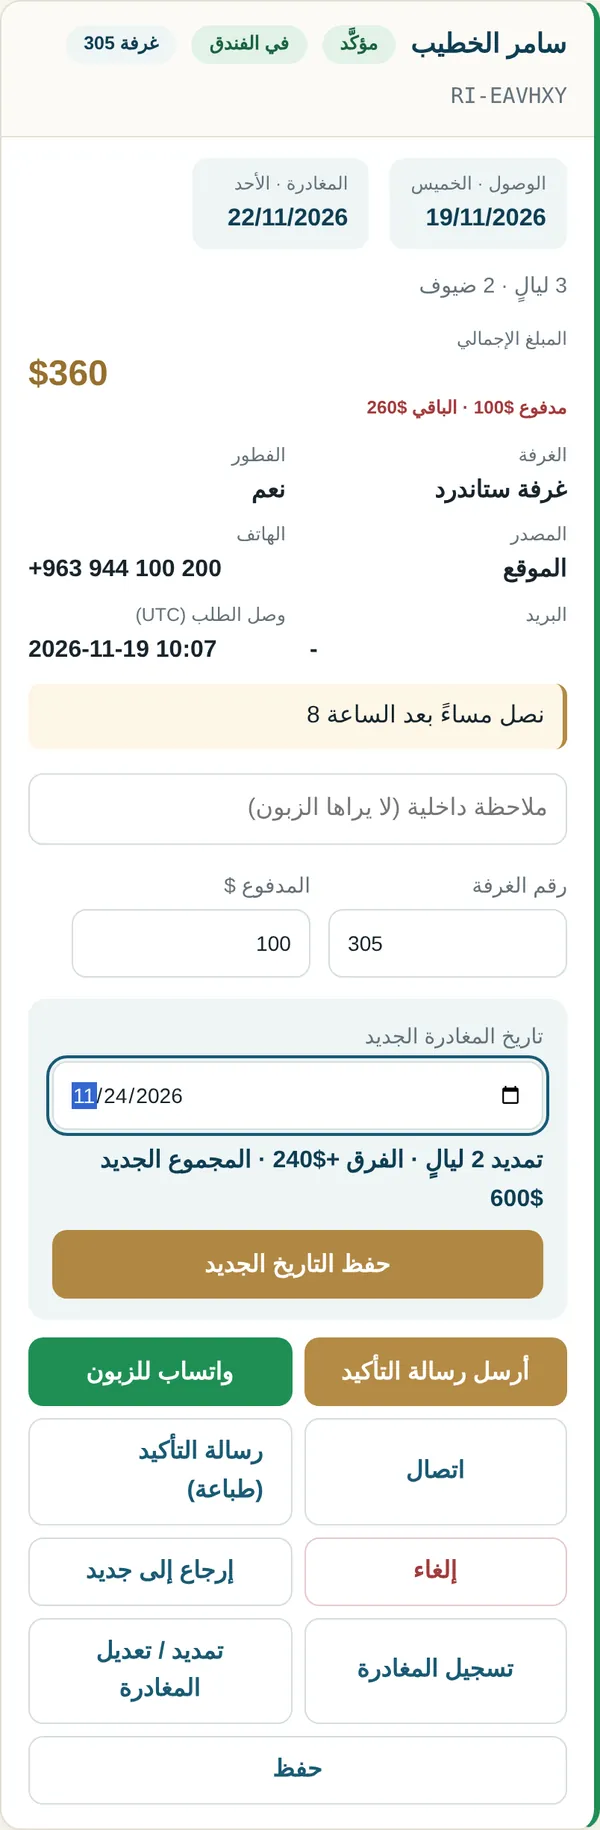 سامر الخطيب مؤكَّد في الفندق غرفة 305
RI-EAVHXY
الوصول · الخميس
19/11/2026
المغادرة · الأحد
22/11/2026
3 ليالٍ · 2 ضيوف
المبلغ الإجمالي
$360
مدفوع 100$ · الباقي 260$
الغرفة
غرفة ستاندرد
الفطور
نعم
المصدر
الموقع
الهاتف
+963 944 100 200
البريد
-
وصل الطلب (UTC)
2026-11-19 10:07
نصل مساءً بعد الساعة 8
ملاحظة داخلية (لا يراها الزبون)
رقم الغرفة
305
المدفوع $
100
تاريخ المغادرة الجديد
11/24/2026
تمديد 2 ليالٍ · الفرق +240$ · المجموع الجديد
600$
حفظ التاريخ الجديد
أرسل رسالة التأكيد
واتساب للزبون
اتصال
رسالة التأكيد
(طباعة)
إلغاء
إرجاع إلى جديد
تسجيل المغادرة
تمديد / تعديل
المغادرة
حفظ